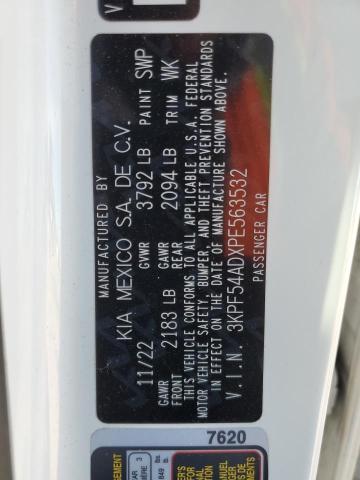 MANUFACTURED BY
KIA MEXICO S.A. DE C.V.
11/22 GVWR 3792 LB PAINT SWP
GAWR FRONT 2183 LB GAWR REAR 2094 LB TRIM WK
THIS VEHICLE CONFORMS TO ALL APPLICABLE U.S.A. FEDERAL
MOTOR VEHICLE SAFETY, BUMPER, AND THEFT PREVENTION STANDARDS
IN EFFECT ON THE DATE OF MANUFACTURE SHOWN ABOVE.
V.I.N. 3KPF54ADXPE563532
PASSENGER CAR
7620